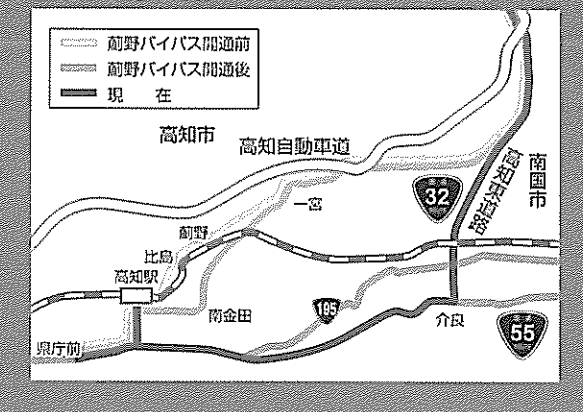 薊野バイパス開通前
薊野バイパス開通後
現　在
高知市
高知自動車道
南国市
高知東道路
32
一宮
薊野
比島
高知駅
南金田
195
介良
55
県庁前